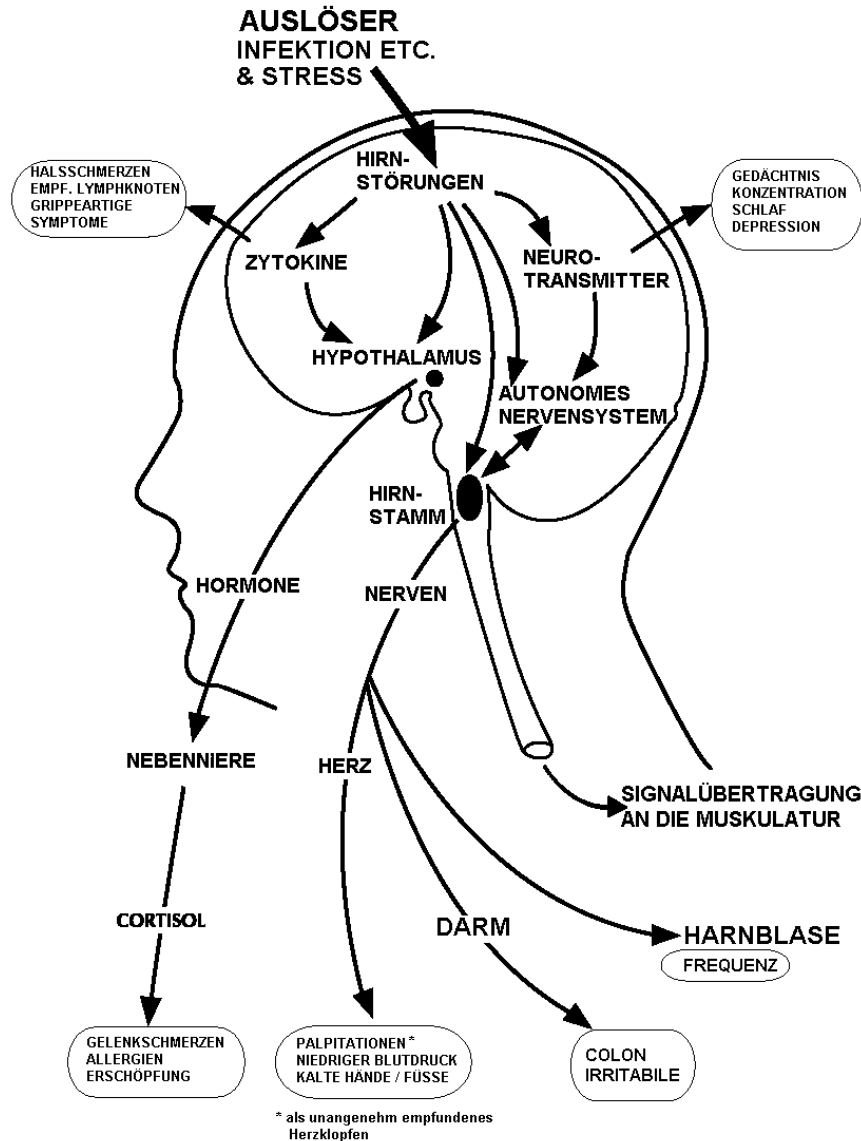 AUSLÖSER
INFEKTION ETC.
& STRESS
HALSSCHMERZEN
EMPF. LYMPHKNOTEN
GRIPPEARTIGE
SYMPTOME
HIRN-
STÖRUNGEN
GEDÄCHTNIS
KONZENTRATION
SCHLAF
DEPRESSION
ZYTOKINE
NEURO-
TRANSMITTER
HYPOTHALAMUS
AUTONOMES
NERVENSYSTEM
HIRN-
STAMM
HORMONE
NERVEN
NEBENNIERE
HERZ
SIGNALÜBERTRAGUNG
AN DIE MUSKULATUR
CORTISOL
DARM
HARNBLASE
FREQUENZ
GELENKSCHMERZEN
ALLERGIEN
ERSCHÖPFUNG
PALPITATIONEN *
NIEDRIGER BLUTDRUCK
KALTE HÄNDE / FÜSSE
COLON
IRRITABILE
* als unangenehm empfundenes
Herzklopfen